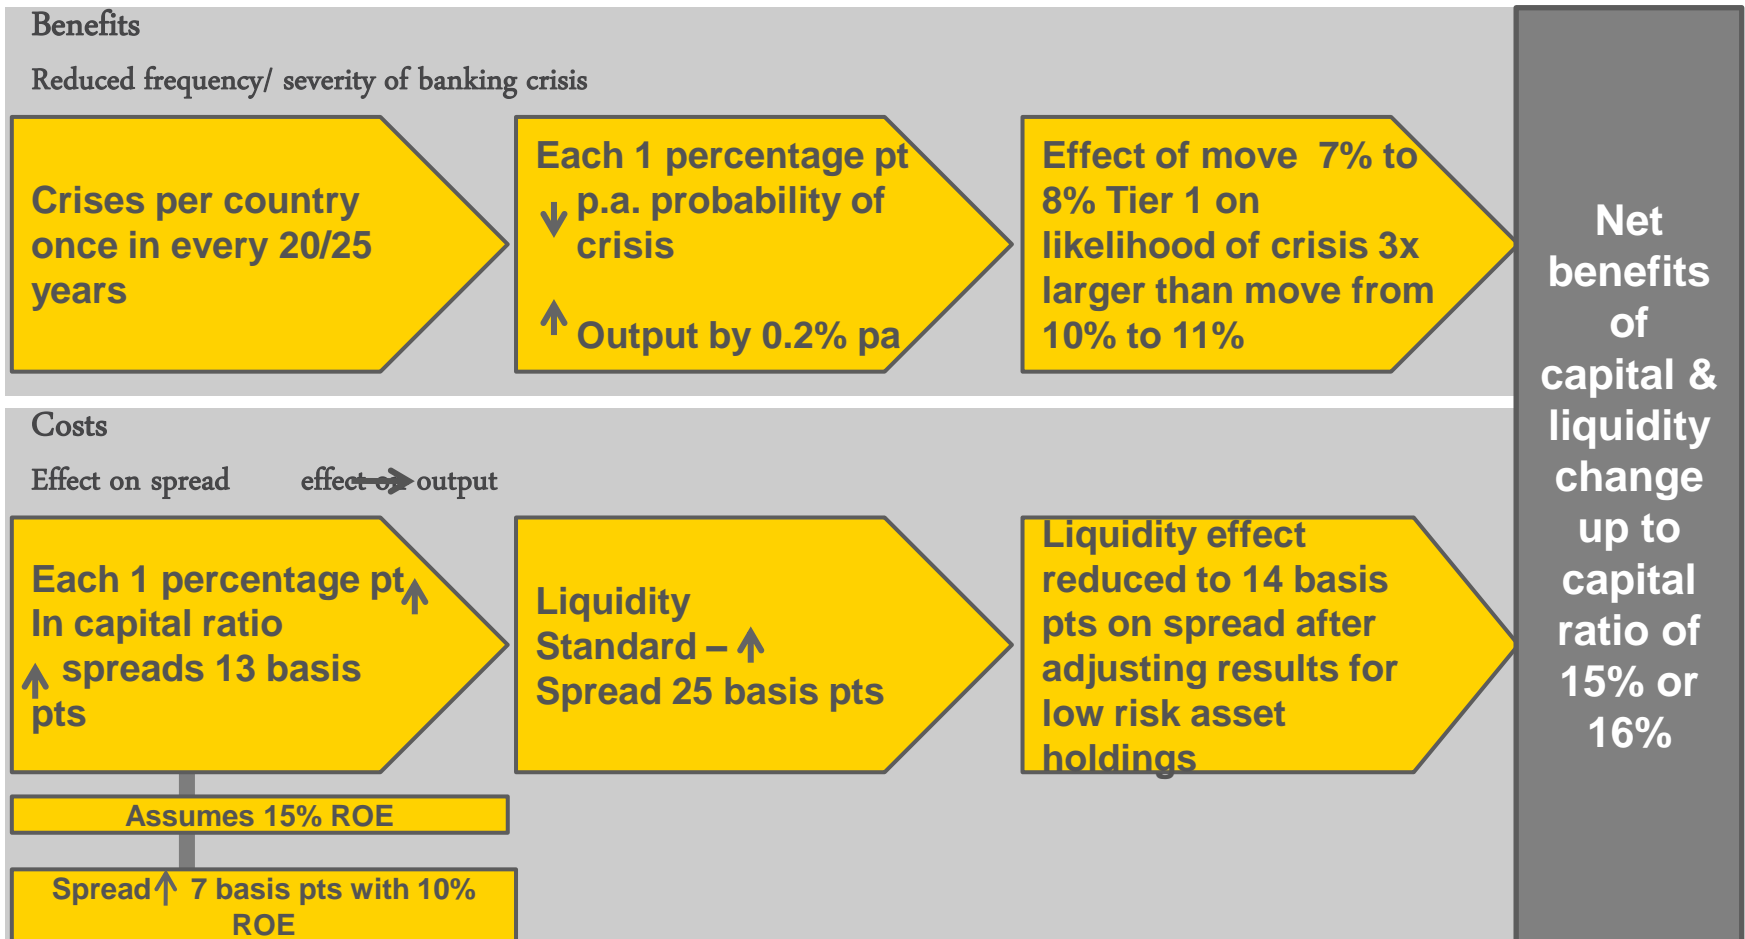 Benefits
Reduced frequency/ severity of banking crisis
Crises per country
once in every 20/25
years
Each 1 percentage pt
p.a. probability of
crisis
Output by 0.2% pa
Effect of move 7% to
8% Tier 1 on
likelihood of crisis 3x
larger than move from
10% to 11%
Costs
Effect on spread effect on output
Each 1 percentage pt
In capital ratio
spreads 13 basis
pts
Liquidity
Standard –
Spread 25 basis pts
Liquidity effect
reduced to 14 basis
pts on spread after
adjusting results for
low risk asset
holdings
Assumes 15% ROE
Spread 7 basis pts with 10%
ROE
Net
benefits
of
capital &
liquidity
change
up to
capital
ratio of
15% or
16%